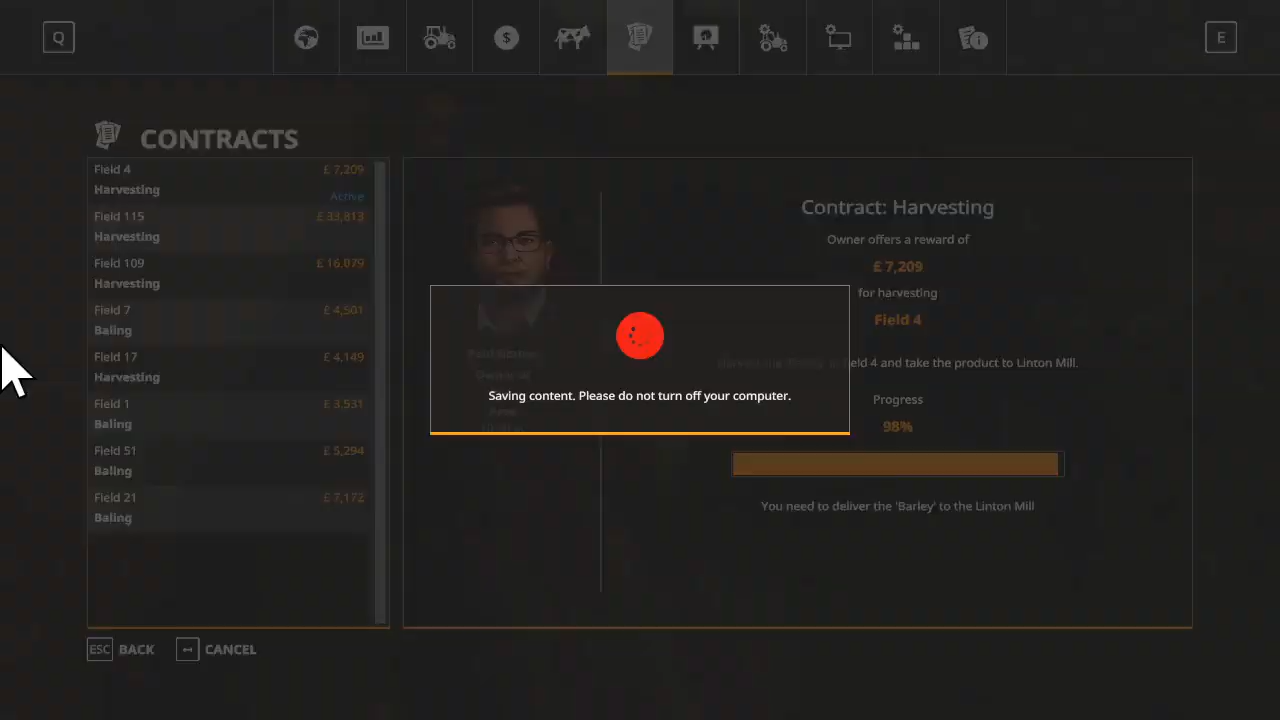 Q
E
CONTRACTS
Field 4 £ 7,209
Harvesting
Active
Field 115 £ 33,813
Harvesting
Field 109 £ 16.079
Harvesting
Field 7 £ 4,501
Baling
Field 17 £ 4,149
Harvesting
Field 1 £ 3.531
Baling
Field 51 £ 5,294
Baling
Field 21 £ 7,172
Baling
Contract: Harvesting
Owner offers a reward of
£ 7,209
for harvesting
Field 4
Field 4 and take the product to Linton Mill.
Progress
98%
You need to deliver the 'Barley' to the Linton Mill
Saving content. Please do not turn off your computer.
ESC BACK
CANCEL